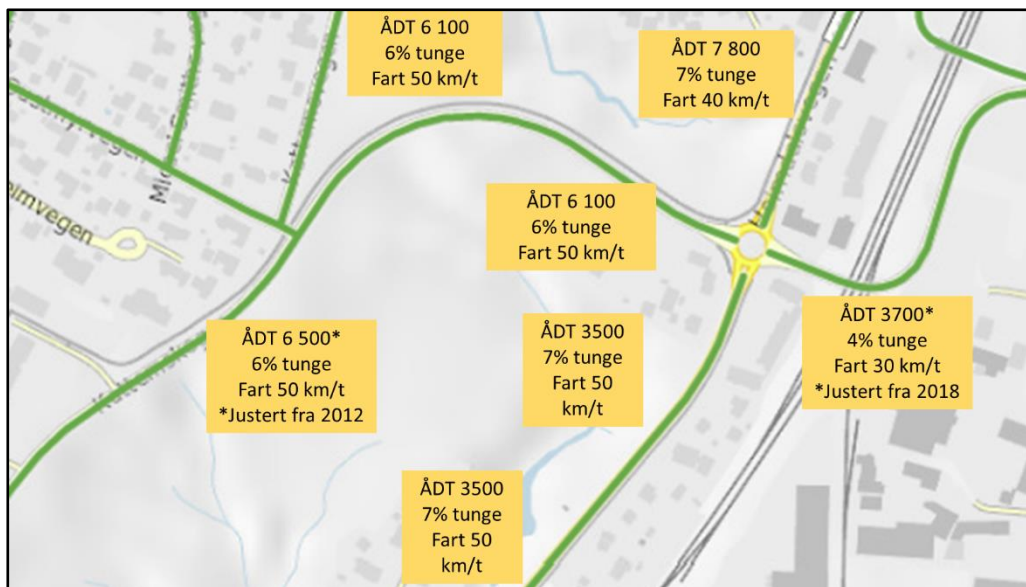 ÅDT 6 100
6% tunge
Fart 50 km/t
ÅDT 7 800
7% tunge
Fart 40 km/t
ÅDT 6 100
6% tunge
Fart 50 km/t
ÅDT 6 500*
6% tunge
Fart 50 km/t
*Justert fra 2012
ÅDT 3500
7% tunge
Fart 50
km/t
ÅDT 3700*
4% tunge
Fart 30 km/t
*Justert fra 2018
ÅDT 3500
7% tunge
Fart 50
km/t